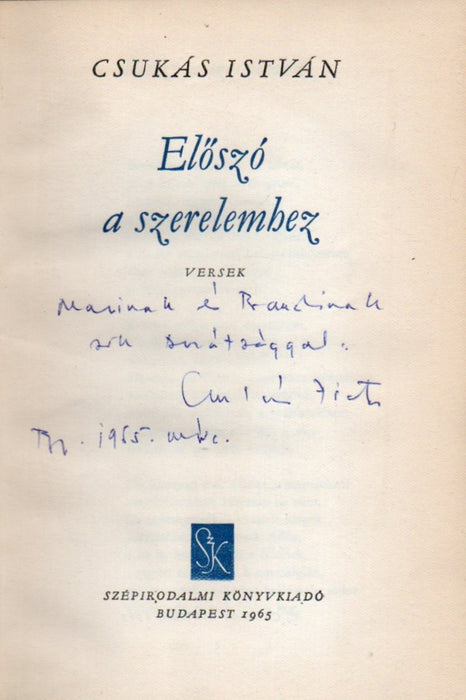 CSUKÁS ISTVÁN
Előszó
a szerelemhez
VERSEK
Marinak és
sok barátsággal.
Csukás István
Bp. 1965. márc.
SzK
SZÉPIRODALMI KÖNYVKIADÓ
BUDAPEST 1965